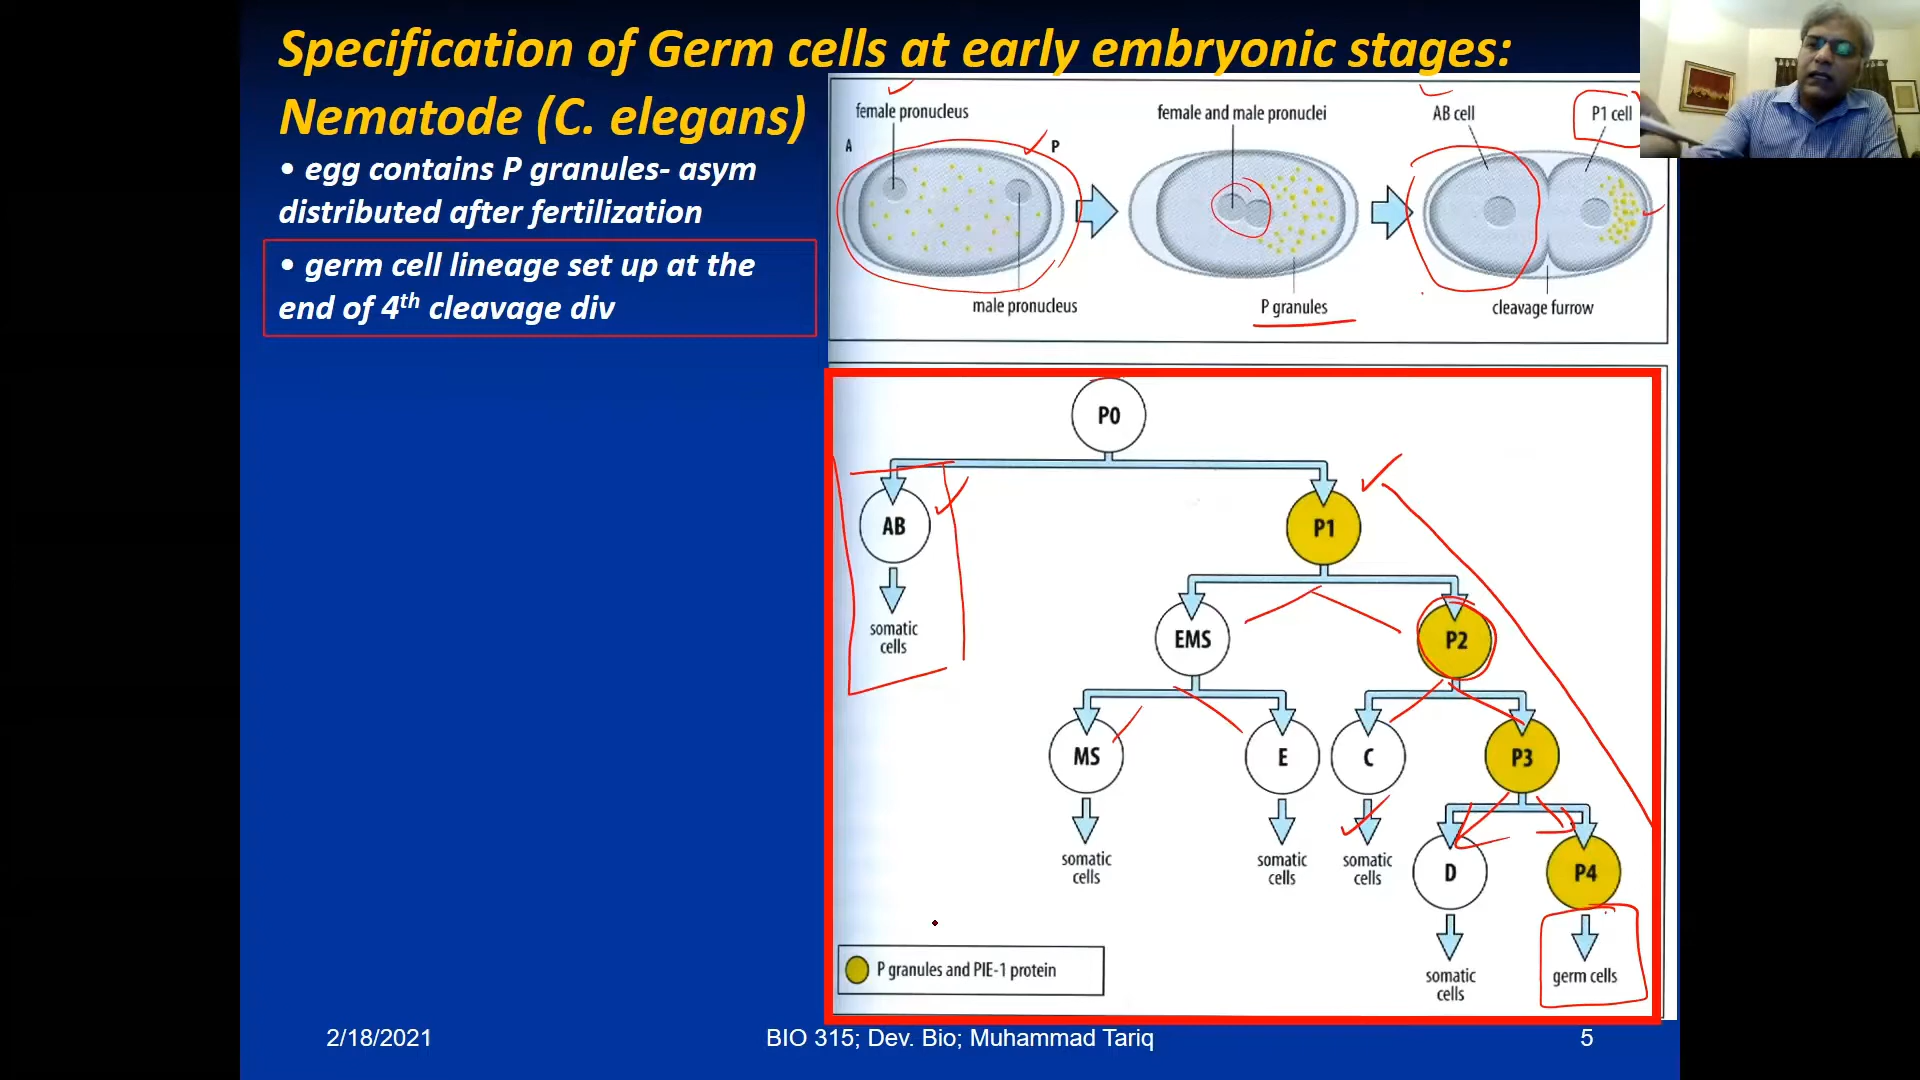 Specification of Germ cells at early embryonic stages:
Nematode (C. elegans)
• egg contains P granules- asym
distributed after fertilization
• germ cell lineage set up at the
end of 4th cleavage div
female pronucleus
A
P
male pronucleus
female and male pronuclei
P granules
AB cell
P1 cell
cleavage furrow
P0
AB
P1
somatic
cells
EMS
P2
MS
E
C
P3
somatic
cells
somatic
cells
somatic
cells
D
P4
somatic
cells
germ cells
P granules and PIE-1 protein
2/18/2021
BIO 315; Dev. Bio; Muhammad Tariq
5